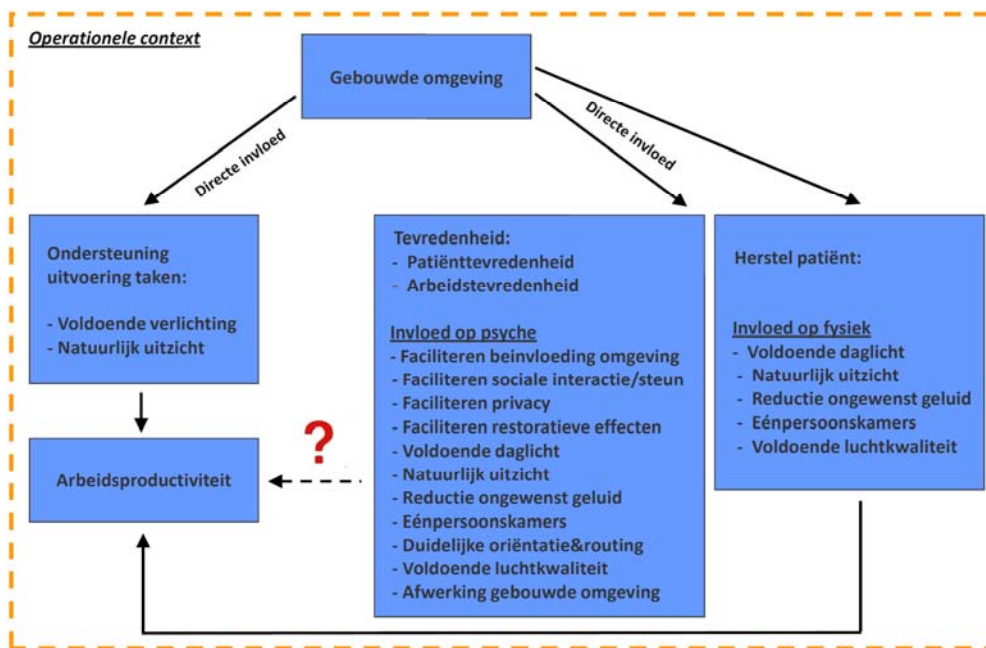 Operationele context
Gebouwde omgeving
Directe invloed
Directe invloed
Directe invloed
Ondersteuning
uitvoering taken:
- Voldoende verlichting
- Natuurlijk uitzicht
Arbeidsproductiviteit
?
Tevredenheid:
- Patiënttevredenheid
- Arbeidstevredenheid
Invloed op psyche
- Faciliteren beinvloeding omgeving
- Faciliteren sociale interactie/steun
- Faciliteren privacy
- Faciliteren restoratieve effecten
- Voldoende daglicht
- Natuurlijk uitzicht
- Reductie ongewenst geluid
- Eénpersoonskamers
- Duidelijke oriëntatie&routing
- Voldoende luchtkwaliteit
- Afwerking gebouwde omgeving
Herstel patiënt:
Invloed op fysiek
- Voldoende daglicht
- Natuurlijk uitzicht
- Reductie ongewenst geluid
- Eénpersoonskamers
- Voldoende luchtkwaliteit